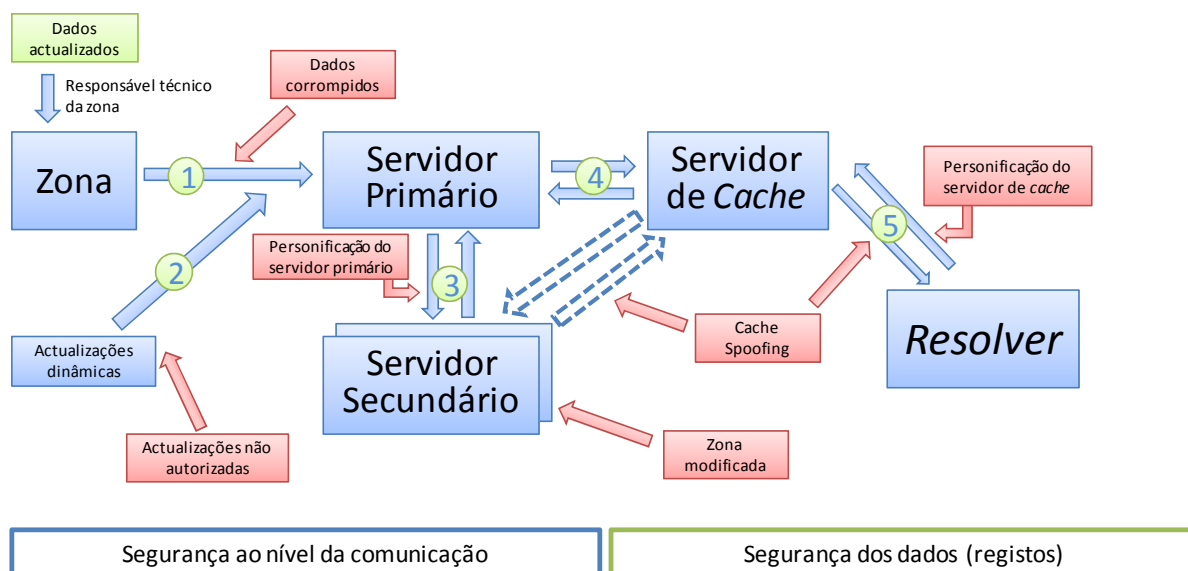 Dados
actualizados
Responsável técnico
da zona
Dados
corrompidos
Zona
1
Servidor
Primário
4
Servidor
de Cache
Personificação do
servidor de cache
5
2
Personificação do
servidor primário
3
Actualizações
dinâmicas
Servidor
Secundário
Cache
Spoofing
Resolver
Actualizações não
autorizadas
Zona
modificada
Segurança ao nível da comunicação
Segurança dos dados (registos)